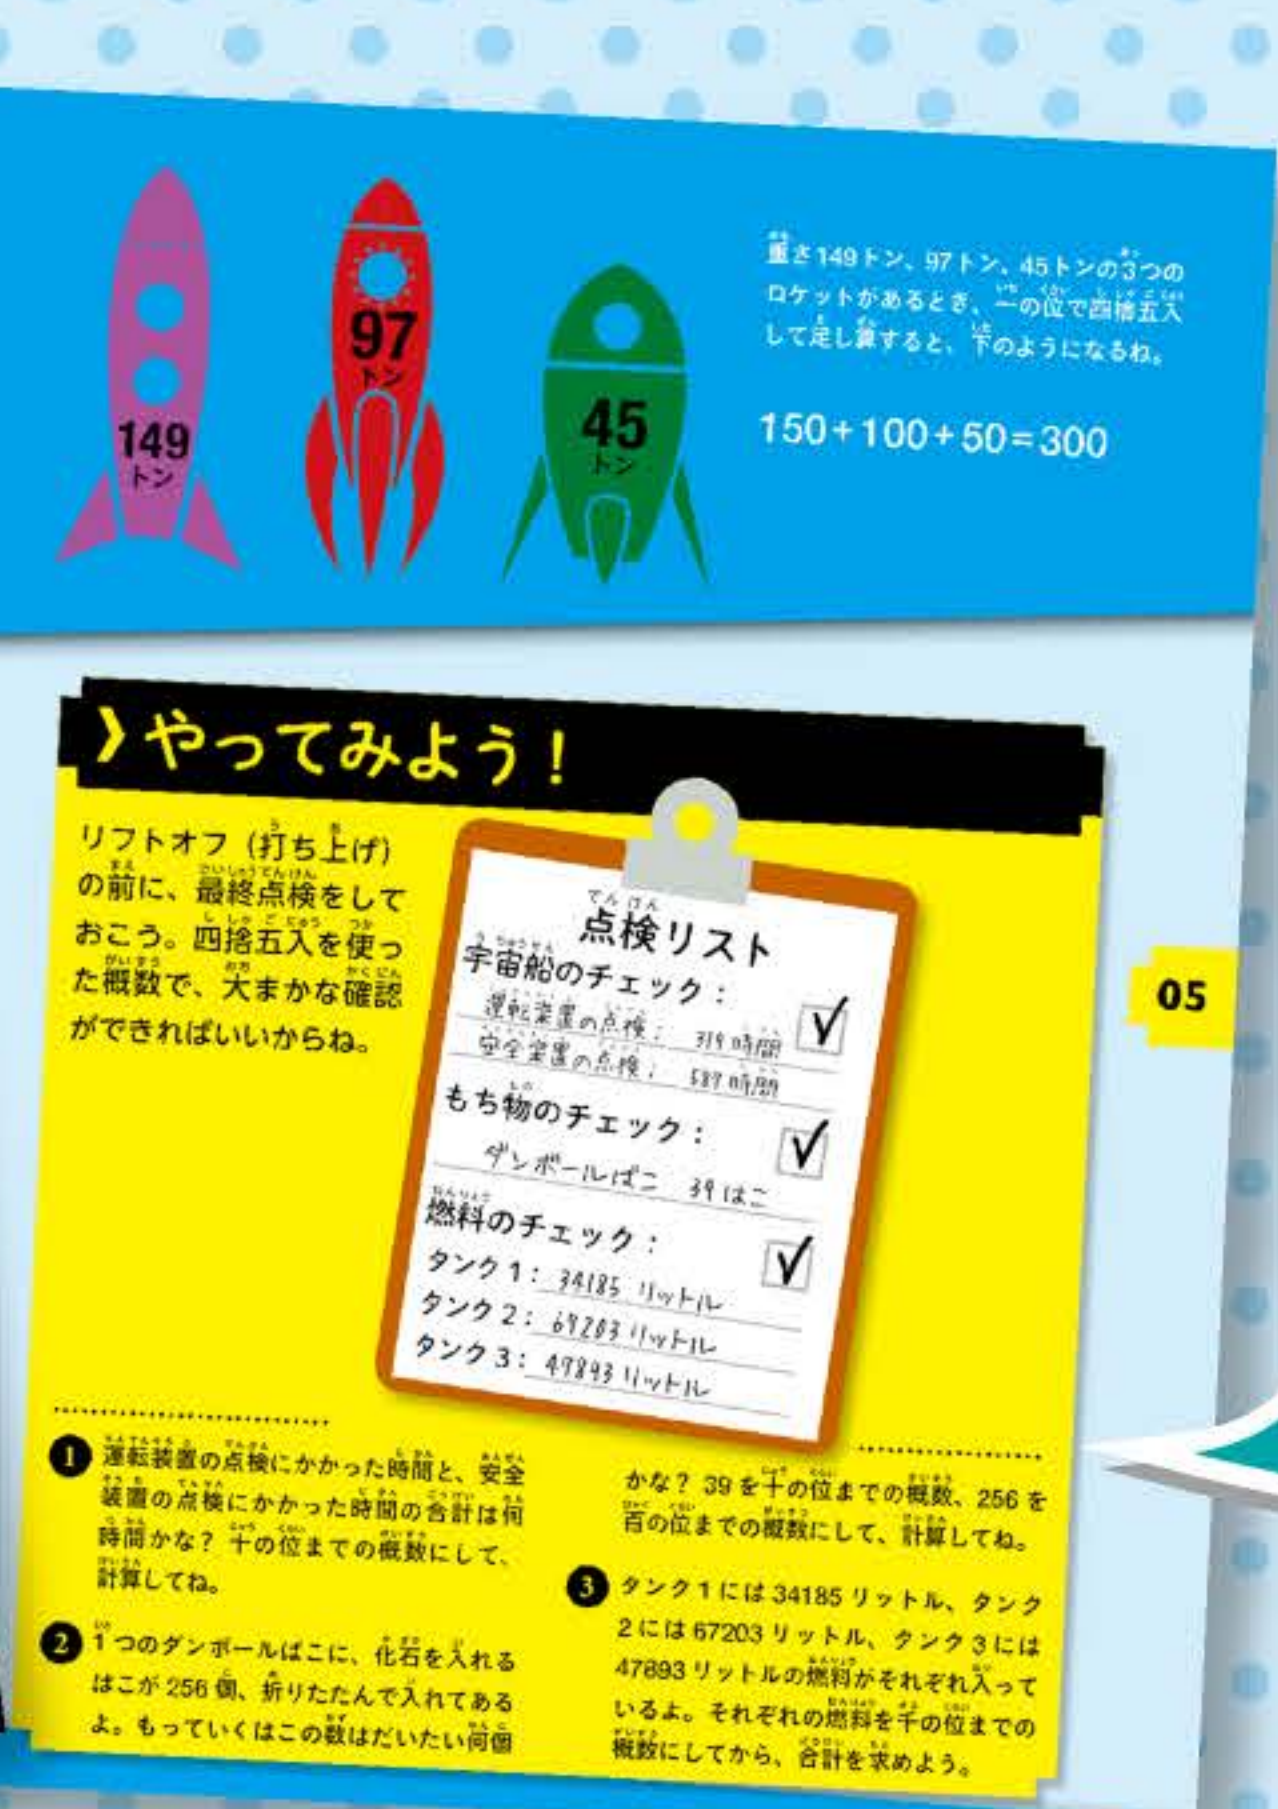 149
トン
97
トン
45
トン
重さ149トン、97トン、45トンの3つの
ロケットがあるとき、一の位で四捨五入
して足し算すると、下のようになるね。
150+100+50=300
》やってみよう!
リフトオフ(打ち上げ)
の前に、最終点検をして
おこう。四捨五入を使っ
た概数で、大まかな確認
ができればいいからね。
点検リスト
宇宙船のチェック:
運転装置の点検: 319時間
安全装置の点検: 587時間
もち物のチェック:
ダンボールばこ 39はこ
燃料のチェック:
タンク1: 34185リットル
タンク2: 67203リットル
タンク3: 47893リットル
05
1 運転装置の点検にかかった時間と、安全
装置の点検にかかった時間の合計は何
時間かな? 十の位までの概数にして、
計算してね。
2 1つのダンボールばこに、化石を入れる
はこが256個、折りたたんで入れてある
よ。もっていくはこの数はだいたい何個
かな? 39を十の位までの概数、256を
百の位までの概数にして、計算してね。
3 タンク1には34185リットル、タンク
2には67203リットル、タンク3には
47893リットルの燃料がそれぞれ入って
いるよ。それぞれの燃料を千の位までの
概数にしてから、合計を求めよう。